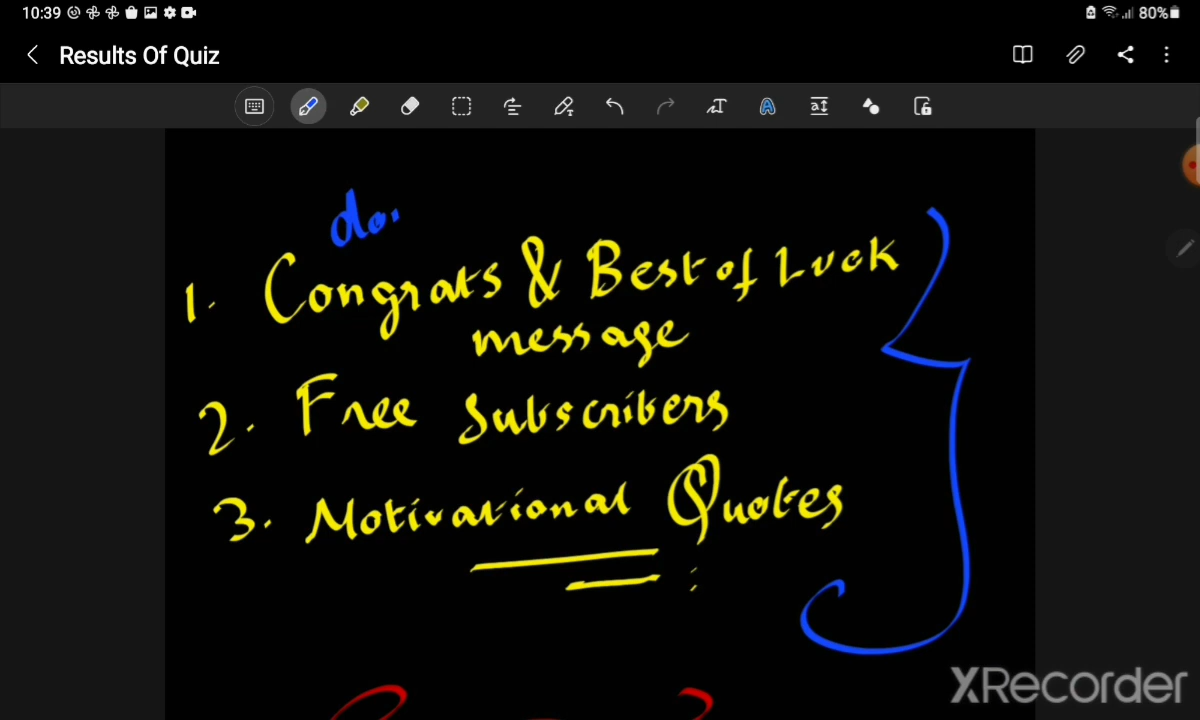 10:39
80%
Results Of Quiz
do.
1. Congrats & Best of Luck
message
2. Free Subscribers
3. Motivational Quotes
XRecorder